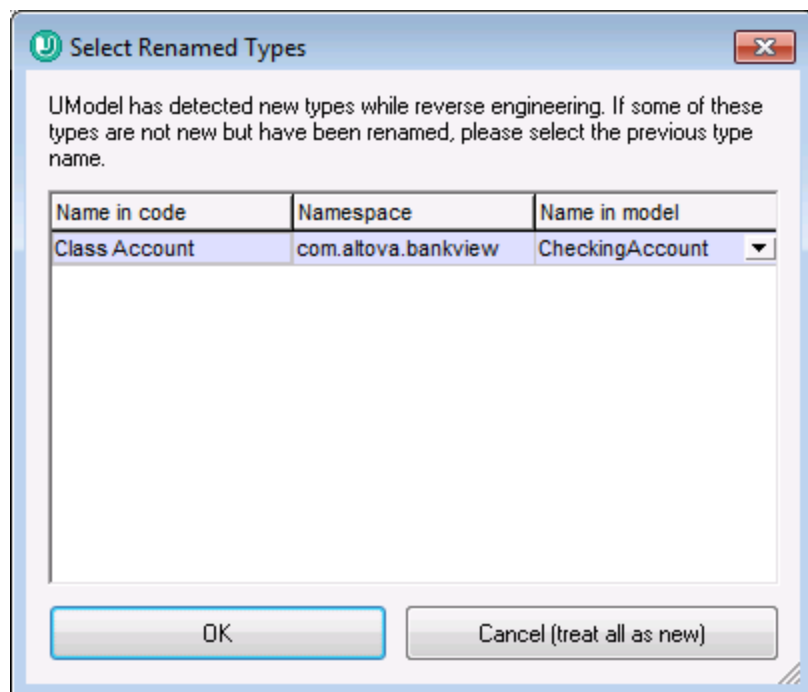 Select Renamed Types
UModel has detected new types while reverse engineering. If some of these
types are not new but have been renamed, please select the previous type
name.
Name in code Namespace Name in model
Class Account com.altova.bankview CheckingAccount
OK Cancel (treat all as new)